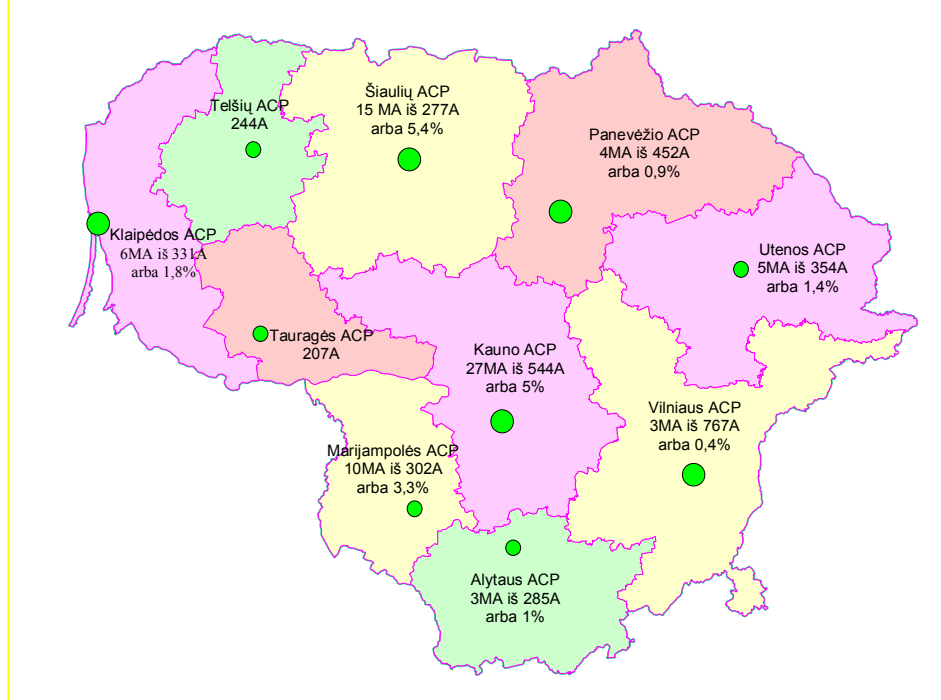 Telšių ACP
244A
Šiaulių ACP
15 MA iš 277A
arba 5,4%
Panevėžio ACP
4MA iš 452A
arba 0,9%
Klaipėdos ACP
6MA iš 331A
arba 1,8%
Utenos ACP
5MA iš 354A
arba 1,4%
Tauragės ACP
207A
Kauno ACP
27MA iš 544A
arba 5%
Vilniaus ACP
3MA iš 767A
arba 0,4%
Marijampolės ACP
10MA iš 302A
arba 3,3%
Alytaus ACP
3MA iš 285A
arba 1%